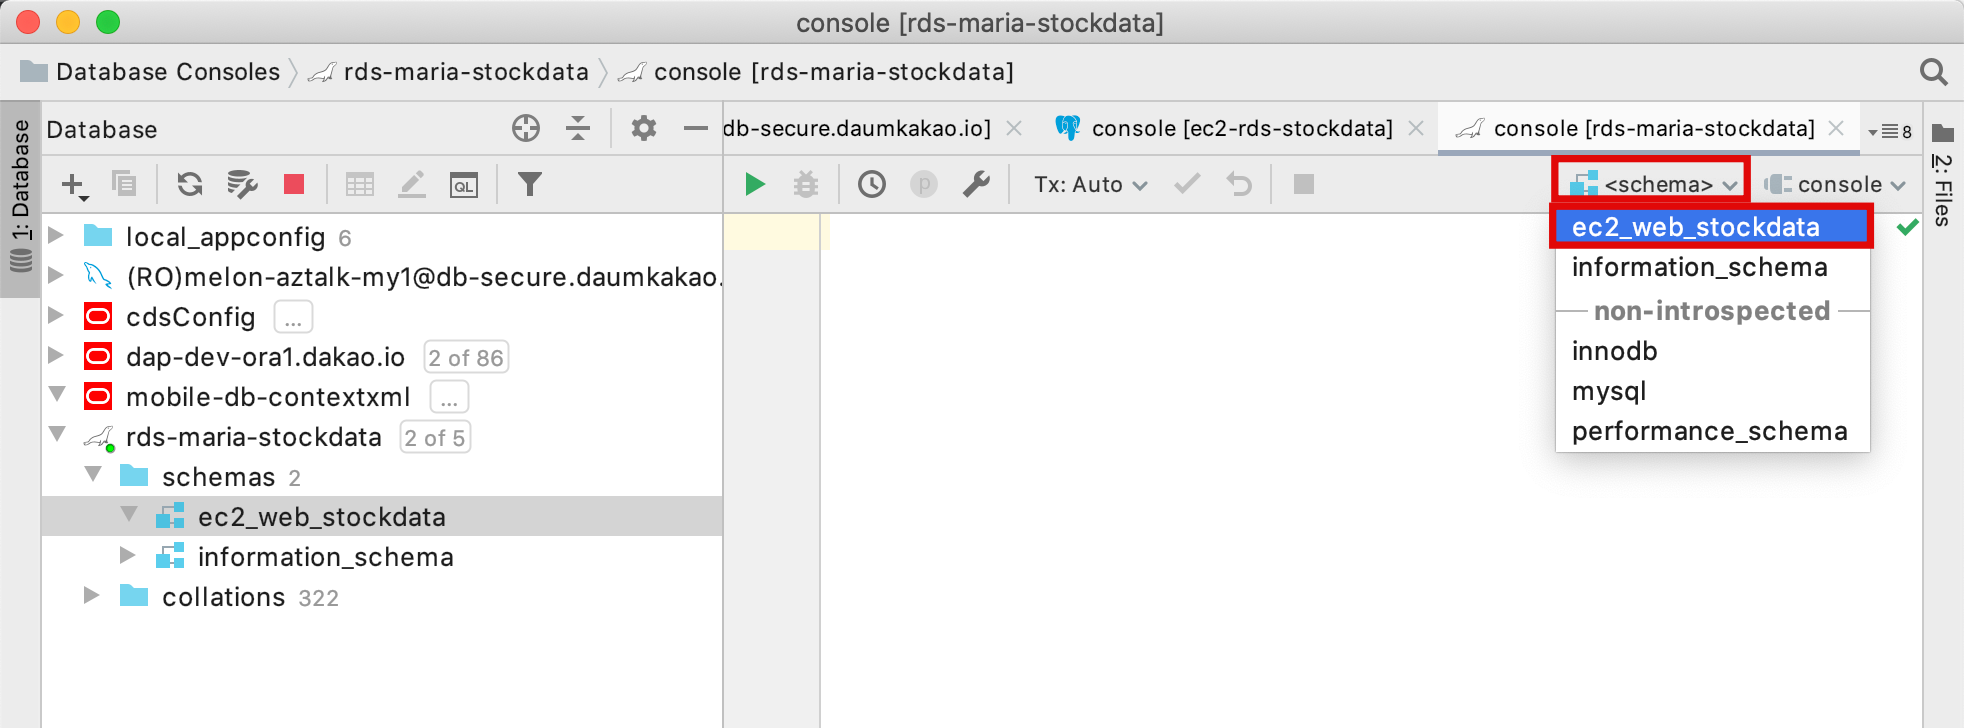 console [rds-maria-stockdata]
Database Consoles rds-maria-stockdata console [rds-maria-stockdata]
1: Database
Database
db-secure.daumkakao.io] console [ec2-rds-stockdata] console [rds-maria-stockdata] 8
QL
p Tx: Auto <schema> console
2: Files
local_appconfig 6
(RO)melon-aztalk-my1@db-secure.daumkakao.
cdsConfig ...
dap-dev-ora1.dakao.io 2 of 86
mobile-db-contextxml ...
rds-maria-stockdata 2 of 5
schemas 2
ec2_web_stockdata
information_schema
collations 322
ec2_web_stockdata
information_schema
non-introspected
innodb
mysql
performance_schema